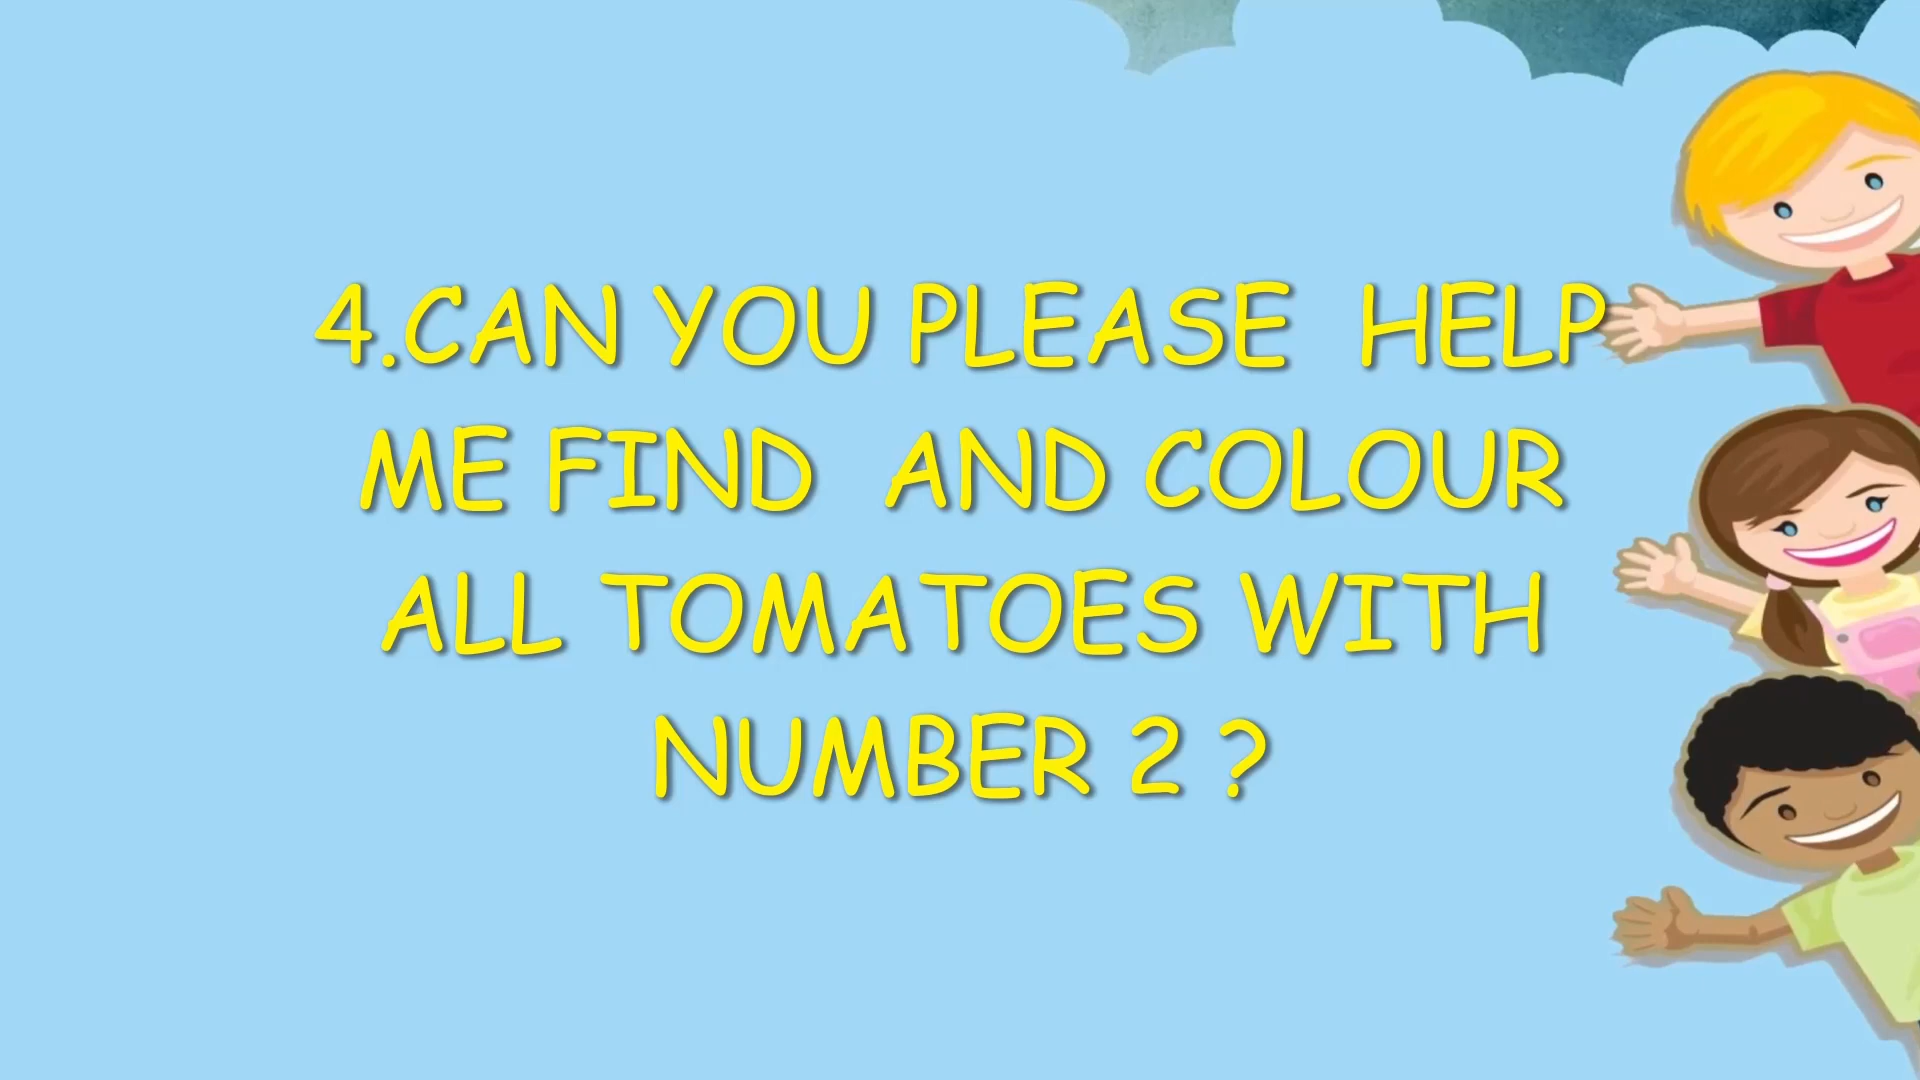 4.CAN YOU PLEASE  HELP
ME FIND  AND COLOUR
ALL TOMATOES WITH
NUMBER 2 ?